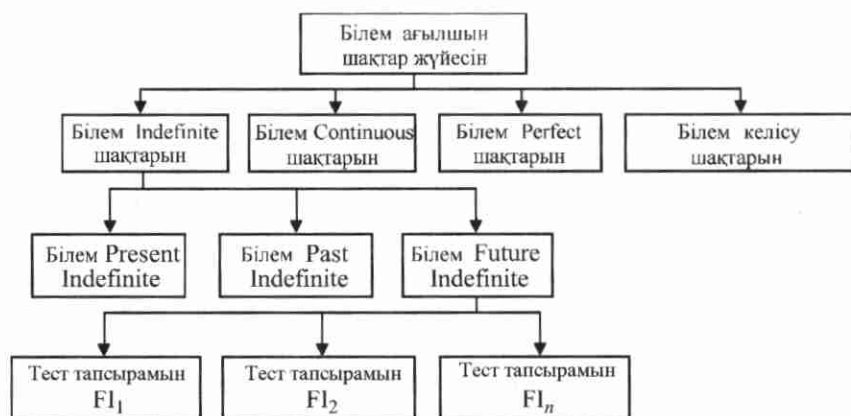 Білем ағылшын
шақтар жүйесін
Білем Indefinite
шақтарын
Білем Continuous
шақтарын
Білем Perfect
шақтарын
Білем келісу
шақтарын
Білем Present
Indefinite
Білем Past
Indefinite
Білем Future
Indefinite
Тест тапсырамын
FI₁
Тест тапсырамын
FI₂
Тест тапсырамын
FIₙ